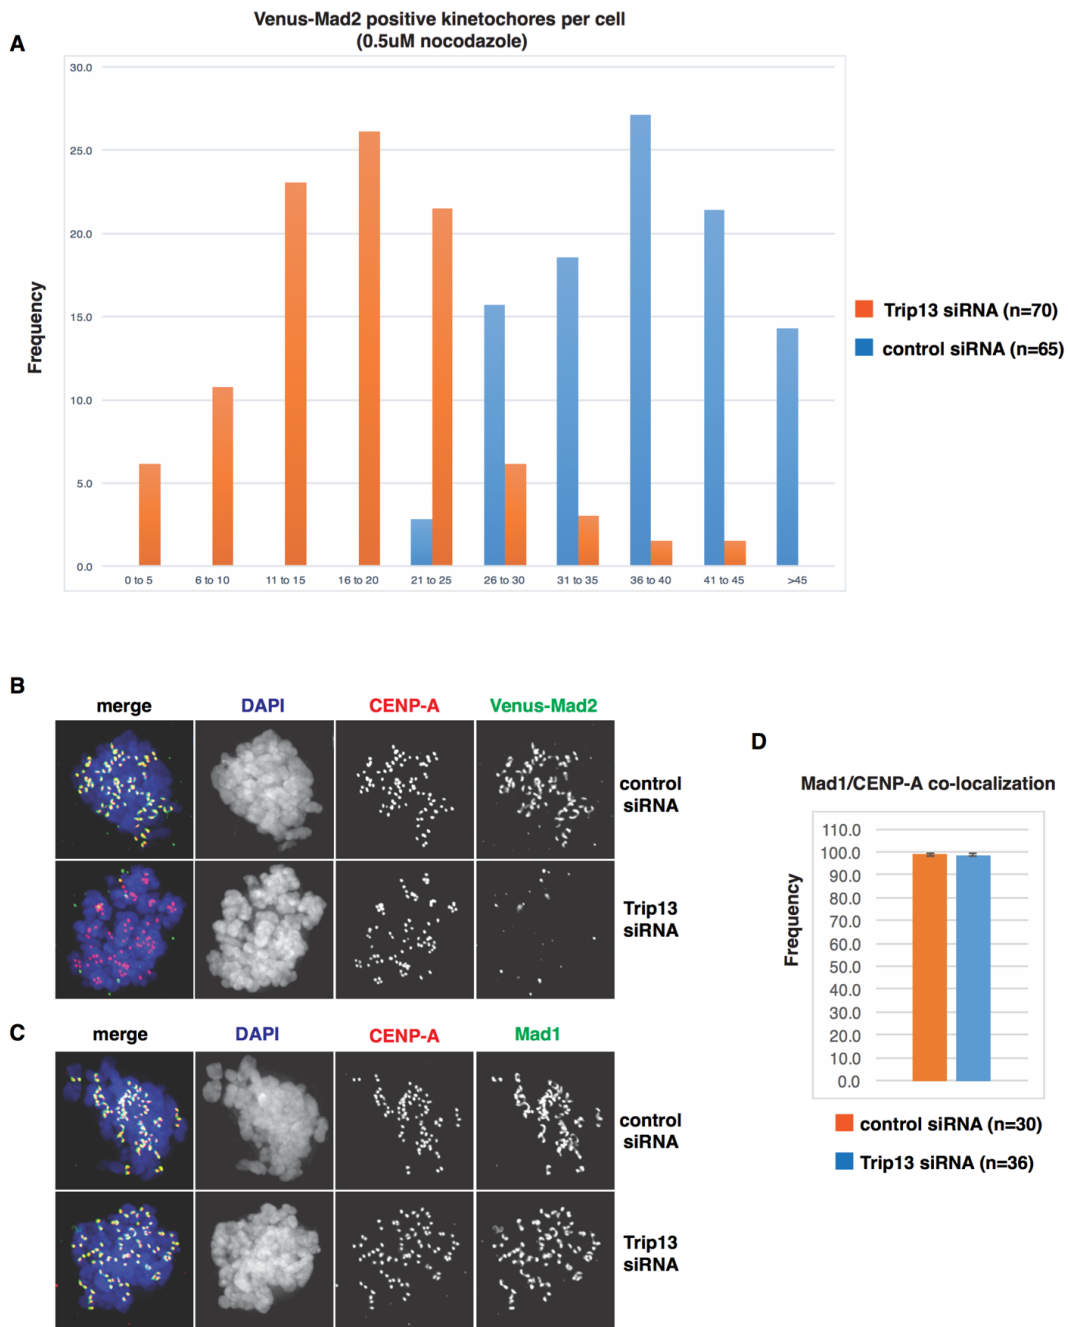 A
Venus-Mad2 positive kinetochores per cell
(0.5uM nocodazole)
30.0
25.0
20.0
15.0
10.0
5.0
0.0
Frequency
0 to 5
6 to 10
11 to 15
16 to 20
21 to 25
26 to 30
31 to 35
36 to 40
41 to 45
>45
Trip13 siRNA (n=70)
control siRNA (n=65)
B
merge
DAPI
CENP-A
Venus-Mad2
control
siRNA
Trip13
siRNA
C
merge
DAPI
CENP-A
Mad1
control
siRNA
Trip13
siRNA
D
Mad1/CENP-A co-localization
Frequency
110.0
100.0
90.0
80.0
70.0
60.0
50.0
40.0
30.0
20.0
10.0
0.0
control siRNA (n=30)
Trip13 siRNA (n=36)